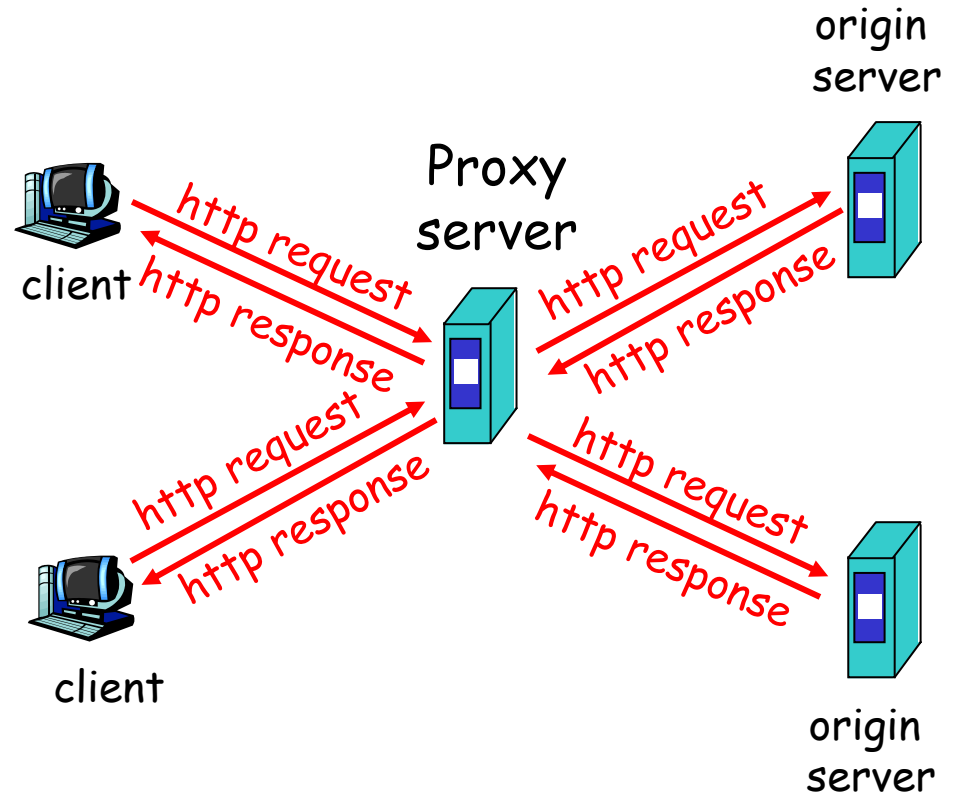 origin
server
Proxy
server
client
http request
http response
http request
http response
http request
http response
http request
http response
client
origin
server